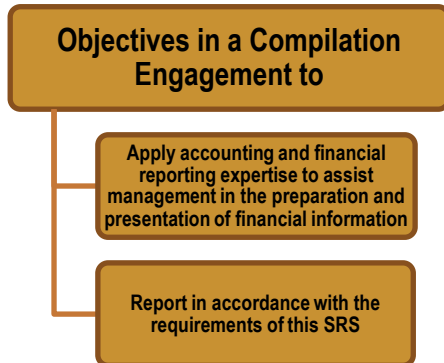 Objectives in a Compilation
Engagement to
Apply accounting and financial
reporting expertise to assist
management in the preparation and
presentation of financial information
Report in accordance with the
requirements of this SRS